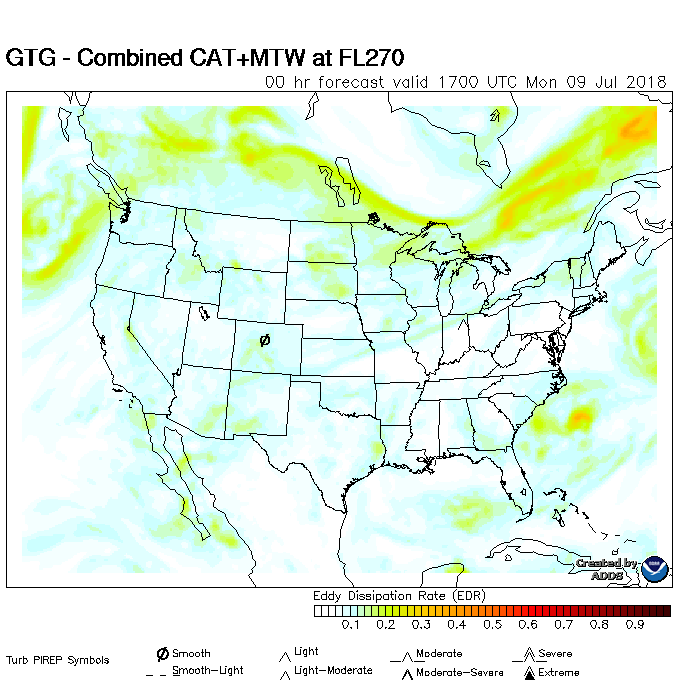 GTG - Combined CAT+MTW at FL270
00 hr forecast valid 1700 UTC Mon 09 Jul 2018
Created by
ADDS
Eddy Dissipation Rate (EDR)
0.1 0.2 0.3 0.4 0.5 0.6 0.7 0.8 0.9
Turb PIREP Symbols
Smooth Light Moderate Severe
Smooth-Light Light-Moderate Moderate-Severe Extreme